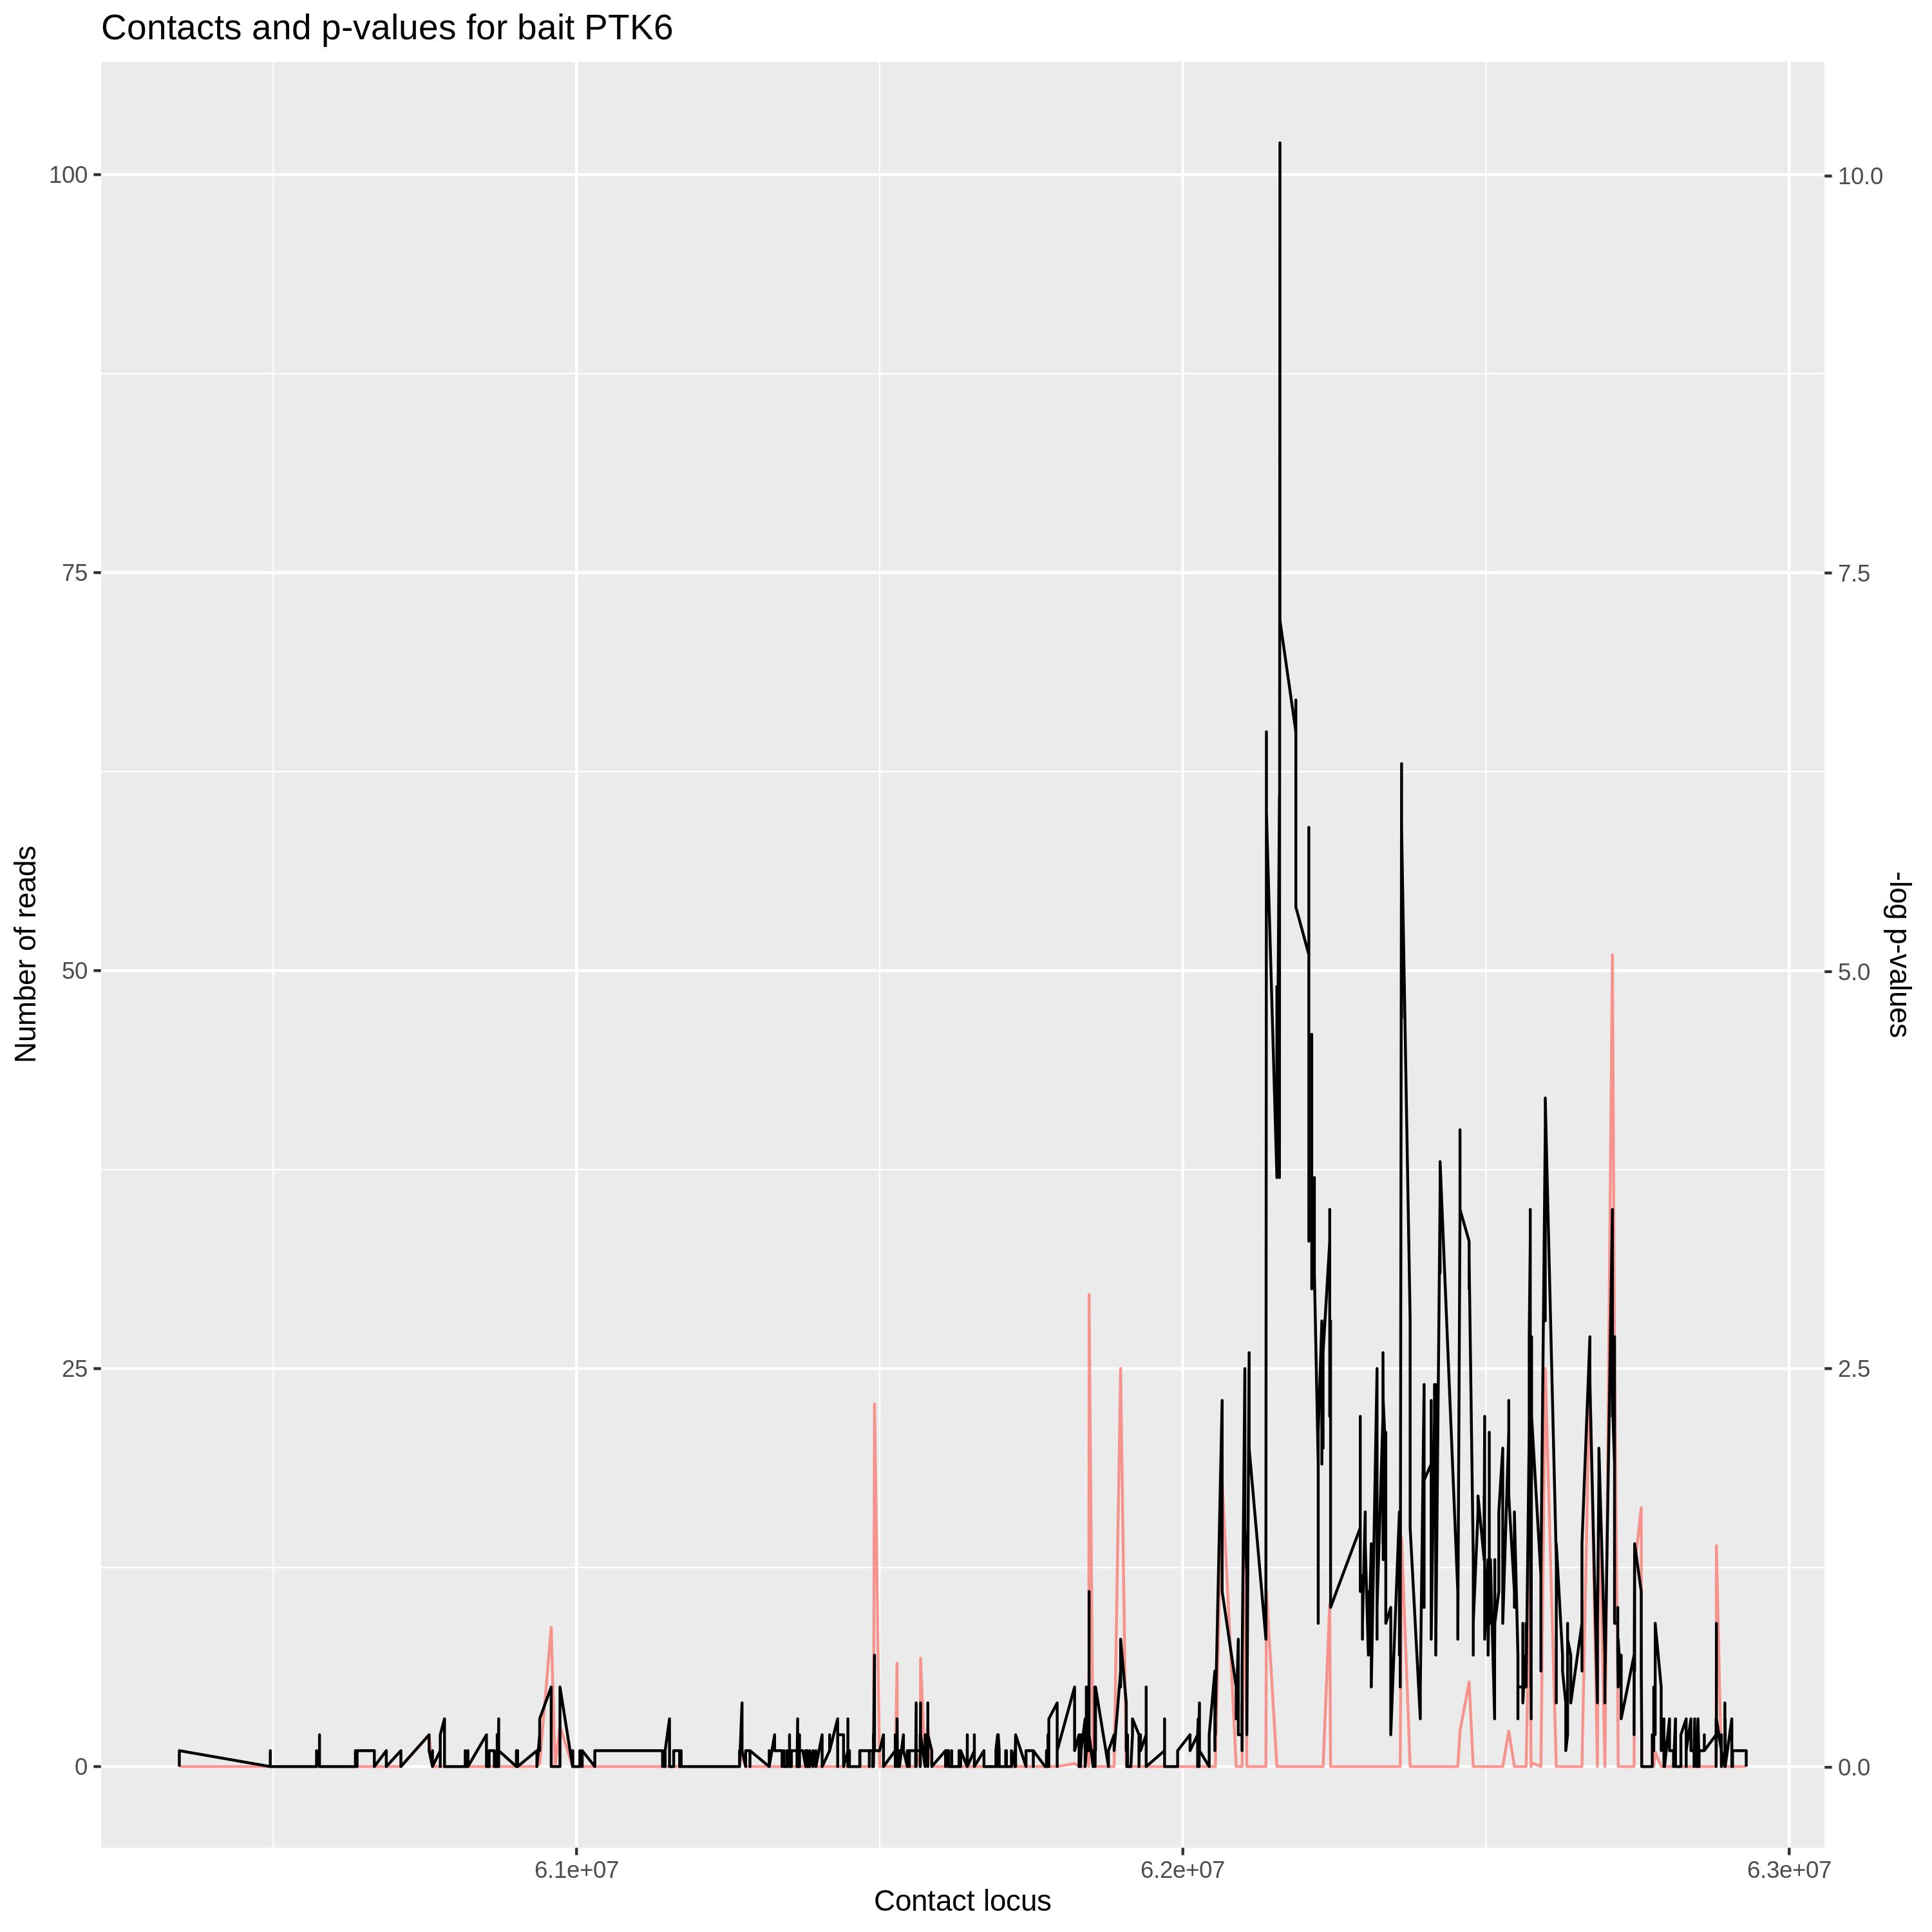 Contacts and p-values for bait PTK6
100
75
50
25
0
Number of reads
10.0
7.5
5.0
2.5
0.0
-log p-values
6.1e+07
6.2e+07
6.3e+07
Contact locus